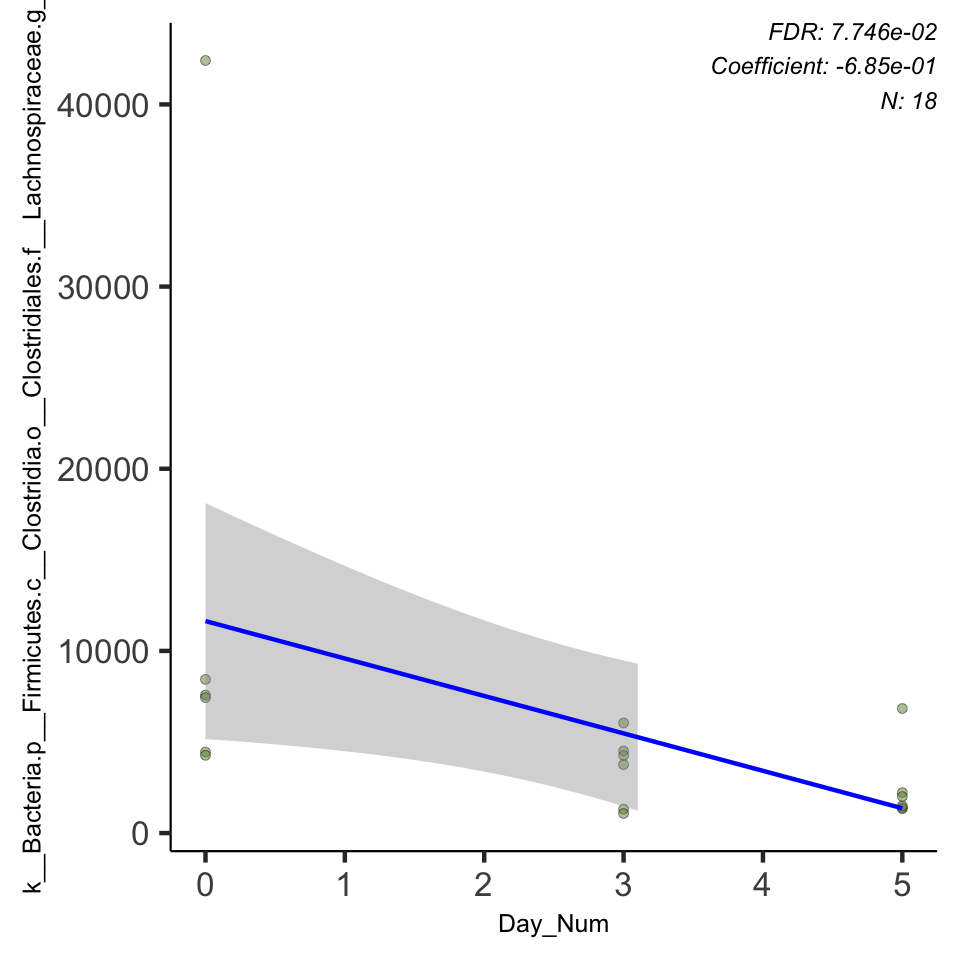 FDR: 7.746e-02
Coefficient: -6.85e-01
N: 18
k__Bacteria.p__Firmicutes.c__Clostridia.o__Clostridiales.f__Lachnospiraceae.g_
40000
30000
20000
10000
0
0 1 2 3 4 5
Day_Num